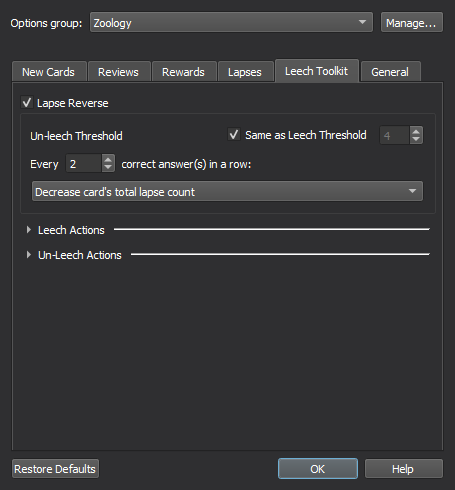 Options group: Zoology Manage...
New Cards Reviews Rewards Lapses Leech Toolkit General
Lapse Reverse
Un-leech Threshold Same as Leech Threshold 4
Every 2 correct answer(s) in a row:
Decrease card's total lapse count
Leech Actions
Un-Leech Actions
Restore Defaults OK Help